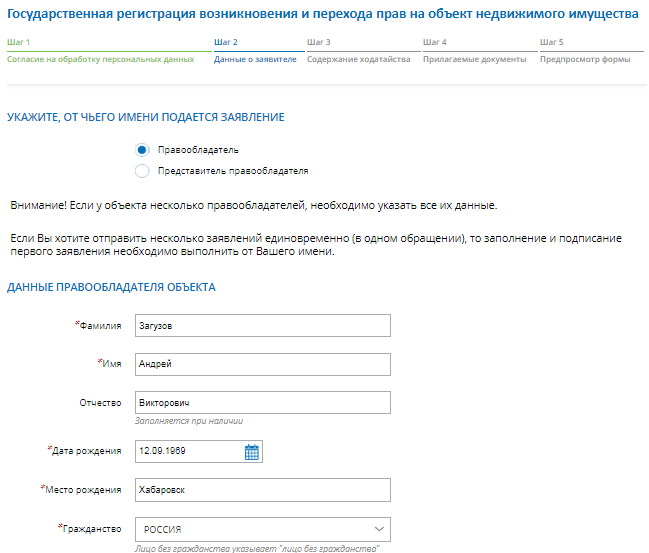 Государственная регистрация возникновения и перехода прав на объект недвижимого имущества
Шаг 1 Шаг 2 Шаг 3 Шаг 4 Шаг 5
Согласие на обработку персональных данных Данные о заявителе Содержание ходатайства Прилагаемые документы Предпросмотр формы
УКАЖИТЕ, ОТ ЧЬЕГО ИМЕНИ ПОДАЕТСЯ ЗАЯВЛЕНИЕ
Правообладатель
Представитель правообладателя
Внимание! Если у объекта несколько правообладателей, необходимо указать все их данные.
Если Вы хотите отправить несколько заявлений единовременно (в одном обращении), то заполнение и подписание
первого заявления необходимо выполнить от Вашего имени.
ДАННЫЕ ПРАВООБЛАДАТЕЛЯ ОБЪЕКТА
*Фамилия Загузов
*Имя Андрей
Отчество Викторович
Заполняется при наличии
*Дата рождения 12.09.1969
*Место рождения Хабаровск
*Гражданство РОССИЯ
Лицо без гражданства указывает "лицо без гражданства"